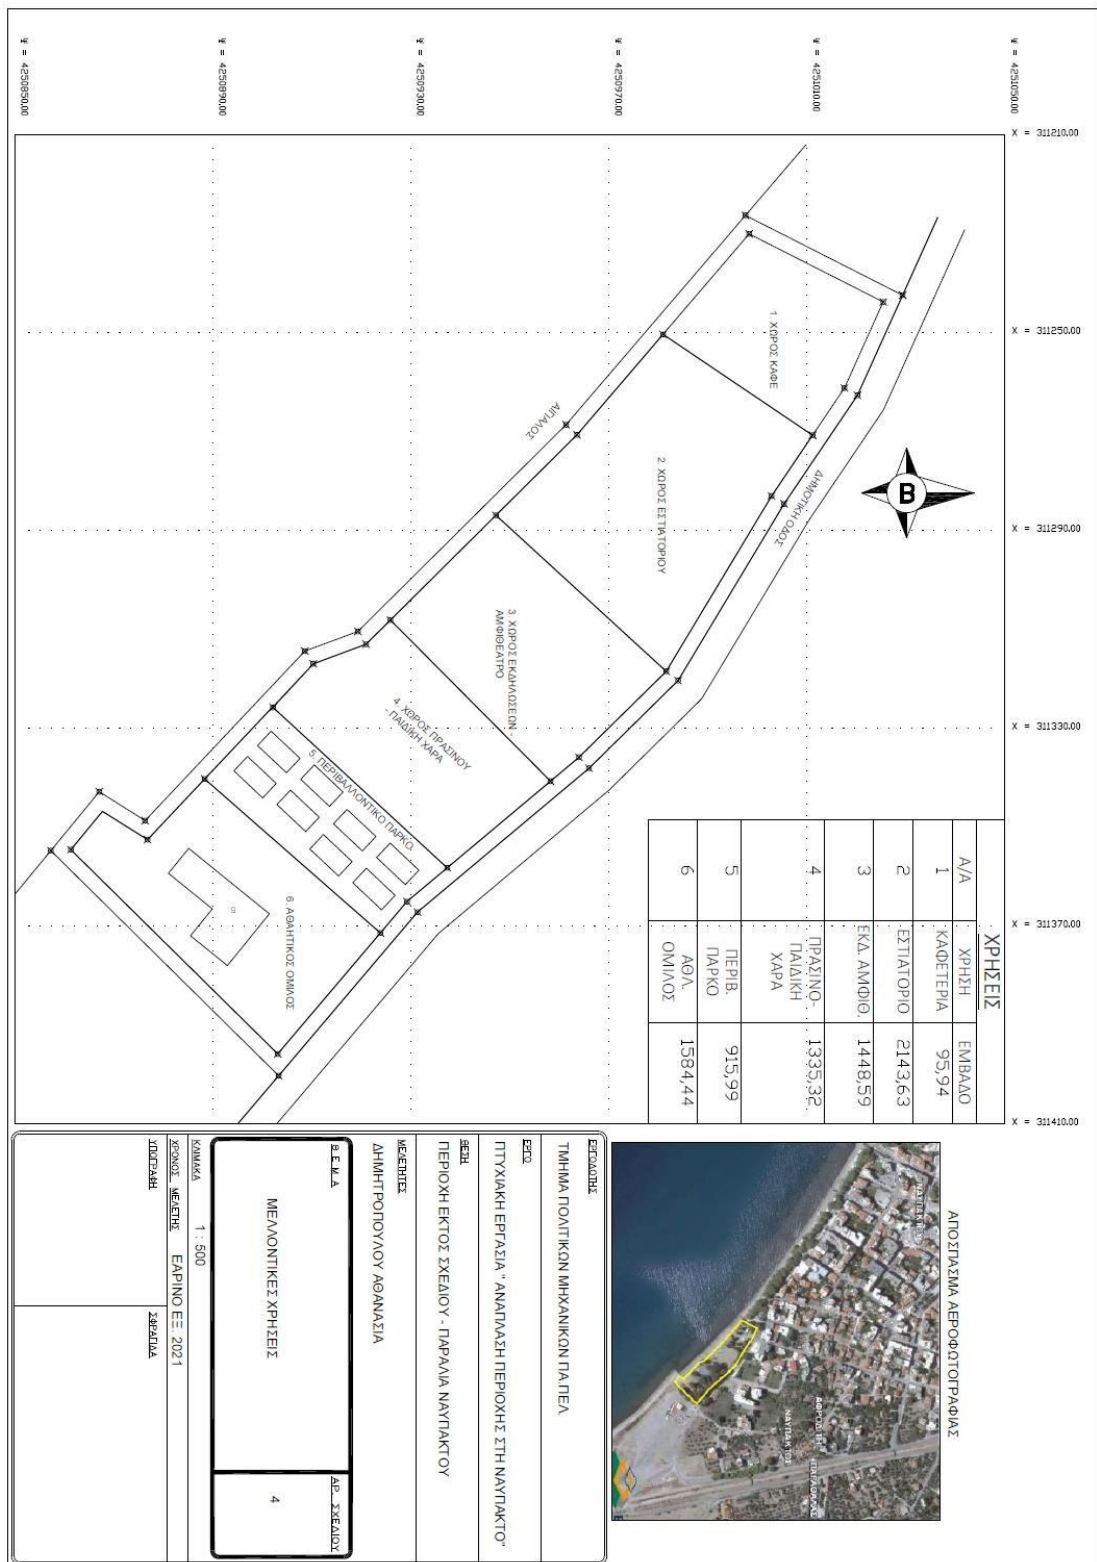 Ψ = 4251050.00
Ψ = 4251010.00
Ψ = 4250970.00
Ψ = 4250930.00
Ψ = 4250890.00
Ψ = 4250850.00
X = 311210.00
X = 311250.00
X = 311290.00
X = 311330.00
X = 311370.00
X = 311410.00
1. ΧΩΡΟΣ ΚΑΦΕ
2. ΧΩΡΟΣ ΕΣΤΙΑΤΟΡΙΟΥ
3. ΧΩΡΟΣ ΕΚΔΗΛΩΣΕΩΝ -
ΑΜΦΙΘΕΑΤΡΟ
4. ΧΩΡΟΣ ΠΡΑΣΙΝΟΥ
- ΠΑΙΔΙΚΗ ΧΑΡΑ
5. ΠΕΡΙΒΑΛΛΟΝΤΙΚΟ ΠΑΡΚΟ
6. ΑΘΛΗΤΙΚΟΣ ΟΜΙΛΟΣ
ΑΙΓΙΑΛΟΣ
ΔΗΜΟΤΙΚΗ ΟΔΟΣ
Β
ΧΡΗΣΕΙΣ
Α/Α ΧΡΗΣΗ ΕΜΒΑΔΟ
1 ΚΑΦΕΤΕΡΙΑ 95,94
2 ΕΣΤΙΑΤΟΡΙΟ 2143,63
3 ΕΚΔ. ΑΜΦΙΘ. 1448,59
4 ΠΡΑΣΙΝΟ-
ΠΑΙΔΙΚΗ
ΧΑΡΑ 1335,32
5 ΠΕΡΙΒ.
ΠΑΡΚΟ 915,99
6 ΑΘΛ.
ΟΜΙΛΟΣ 1584,44
ΑΠΟΣΠΑΣΜΑ ΑΕΡΟΦΩΤΟΓΡΑΦΙΑΣ
ΝΑΥΠΑΚΤΟΣ
ΕΡΓΟΔΟΤΗΣ
ΤΜΗΜΑ ΠΟΛΙΤΙΚΩΝ ΜΗΧΑΝΙΚΩΝ ΠΑ.ΠΕΛ.
ΕΡΓΟ
ΠΤΥΧΙΑΚΗ ΕΡΓΑΣΙΑ " ΑΝΑΠΛΑΣΗ ΠΕΡΙΟΧΗΣ ΣΤΗ ΝΑΥΠΑΚΤΟ"
ΘΕΣΗ
ΠΕΡΙΟΧΗ ΕΚΤΟΣ ΣΧΕΔΙΟΥ - ΠΑΡΑΛΙΑ ΝΑΥΠΑΚΤΟΥ
ΜΕΛΕΤΗΤΕΣ
ΔΗΜΗΤΡΟΠΟΥΛΟΥ ΑΘΑΝΑΣΙΑ
Θ Ε Μ Α ΑΡ. ΣΧΕΔΙΟΥ
ΜΕΛΛΟΝΤΙΚΕΣ ΧΡΗΣΕΙΣ 4
ΚΛΙΜΑΚΑ 1 : 500
ΧΡΟΝΟΣ ΜΕΛΕΤΗΣ ΕΑΡΙΝΟ ΕΞ. 2021
ΥΠΟΓΡΑΦΗ ΣΦΡΑΓΙΔΑ